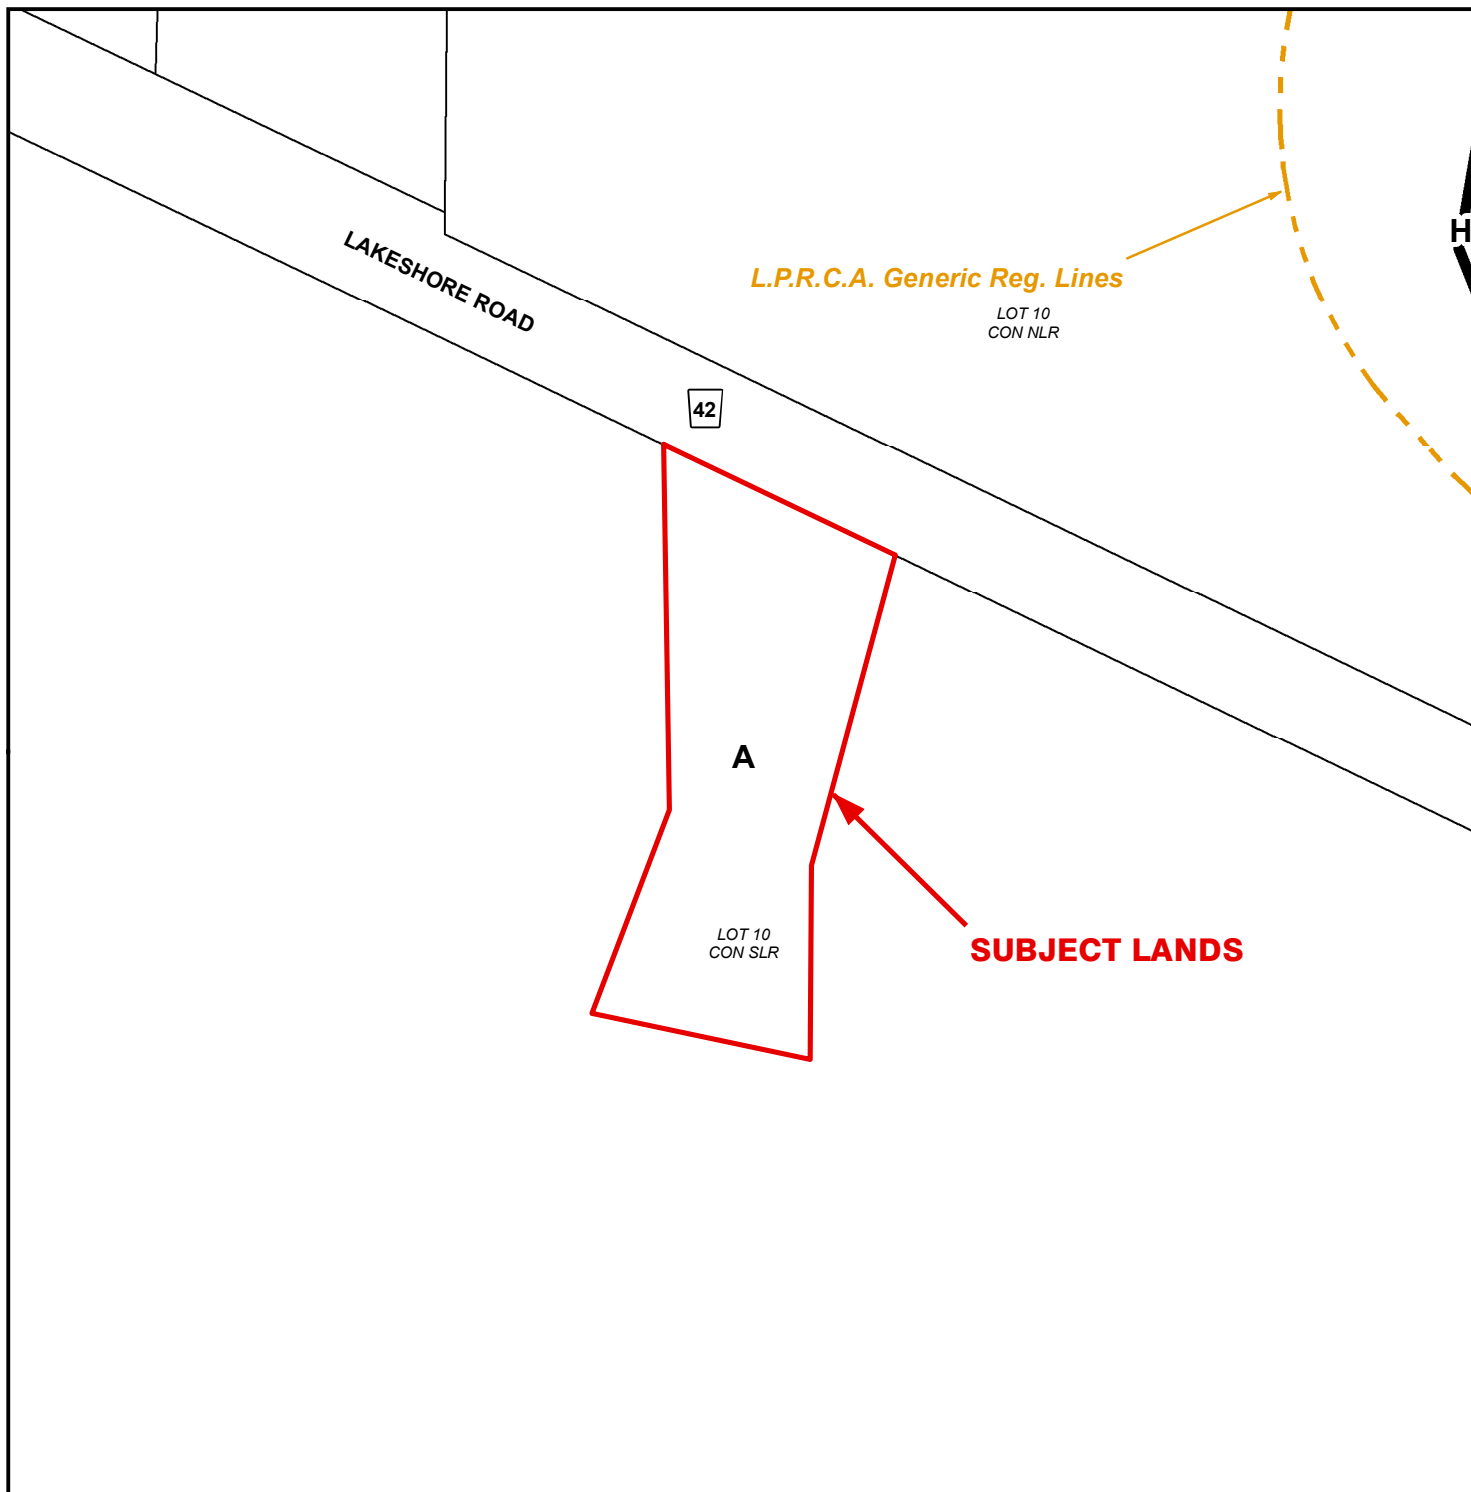 LAKESHORE ROAD
H
L.P.R.C.A. Generic Reg. Lines
LOT 10
CON NLR
42
A
LOT 10
CON SLR
SUBJECT LANDS